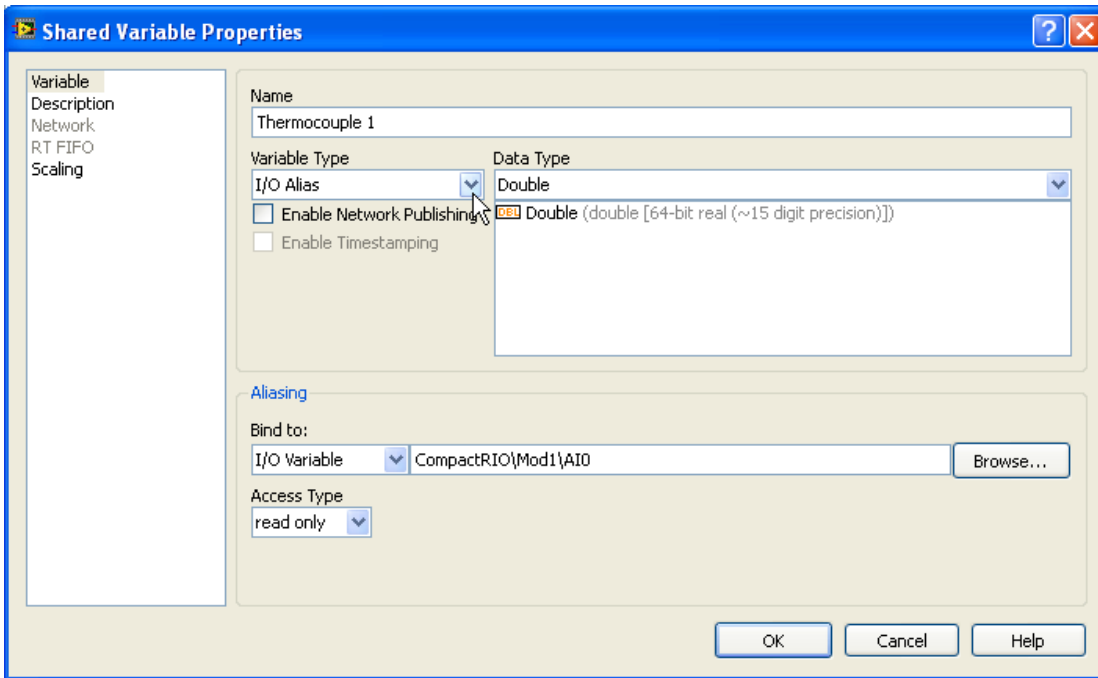 Shared Variable Properties
Variable
Description
Network
RT FIFO
Scaling
Name
Thermocouple 1
Variable Type
Data Type
I/O Alias
Double
Enable Network Publishing
DBL Double (double [64-bit real (~15 digit precision)])
Enable Timestamping
Aliasing
Bind to:
I/O Variable
CompactRIO\Mod1\AI0
Browse...
Access Type
read only
OK
Cancel
Help